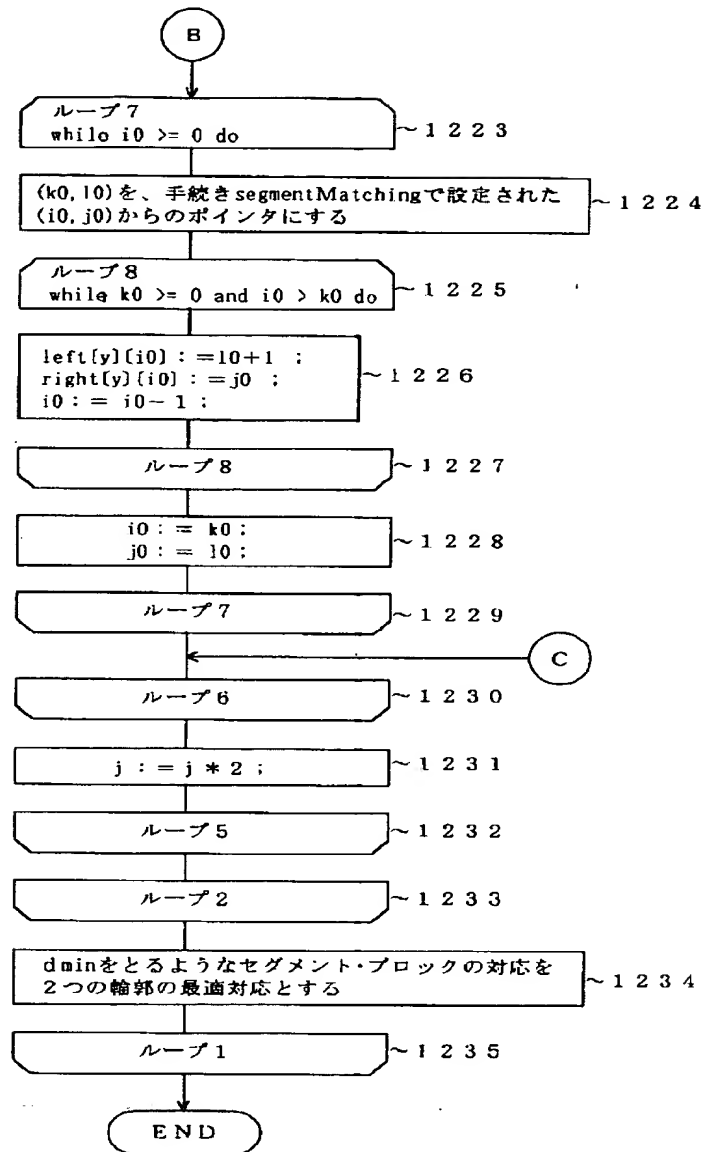 B
ループ7
while i0 >= 0 do
~1223
(k0,l0)を、手続きsegmentMatchingで設定された
(i0,j0)からのポインタにする
~1224
ループ8
while k0 >= 0 and i0 > k0 do
~1225
left[y][i0] :=l0+1 ;
right[y][i0] :=j0 ;
i0 := i0-1 ;
~1226
ループ8
~1227
i0 := k0 ;
j0 := l0 ;
~1228
ループ7
~1229
C
ループ6
~1230
j := j * 2 ;
~1231
ループ5
~1232
ループ2
~1233
dminをとるようなセグメント・ブロックの対応を
2つの輪郭の最適対応とする
~1234
ループ1
~1235
END